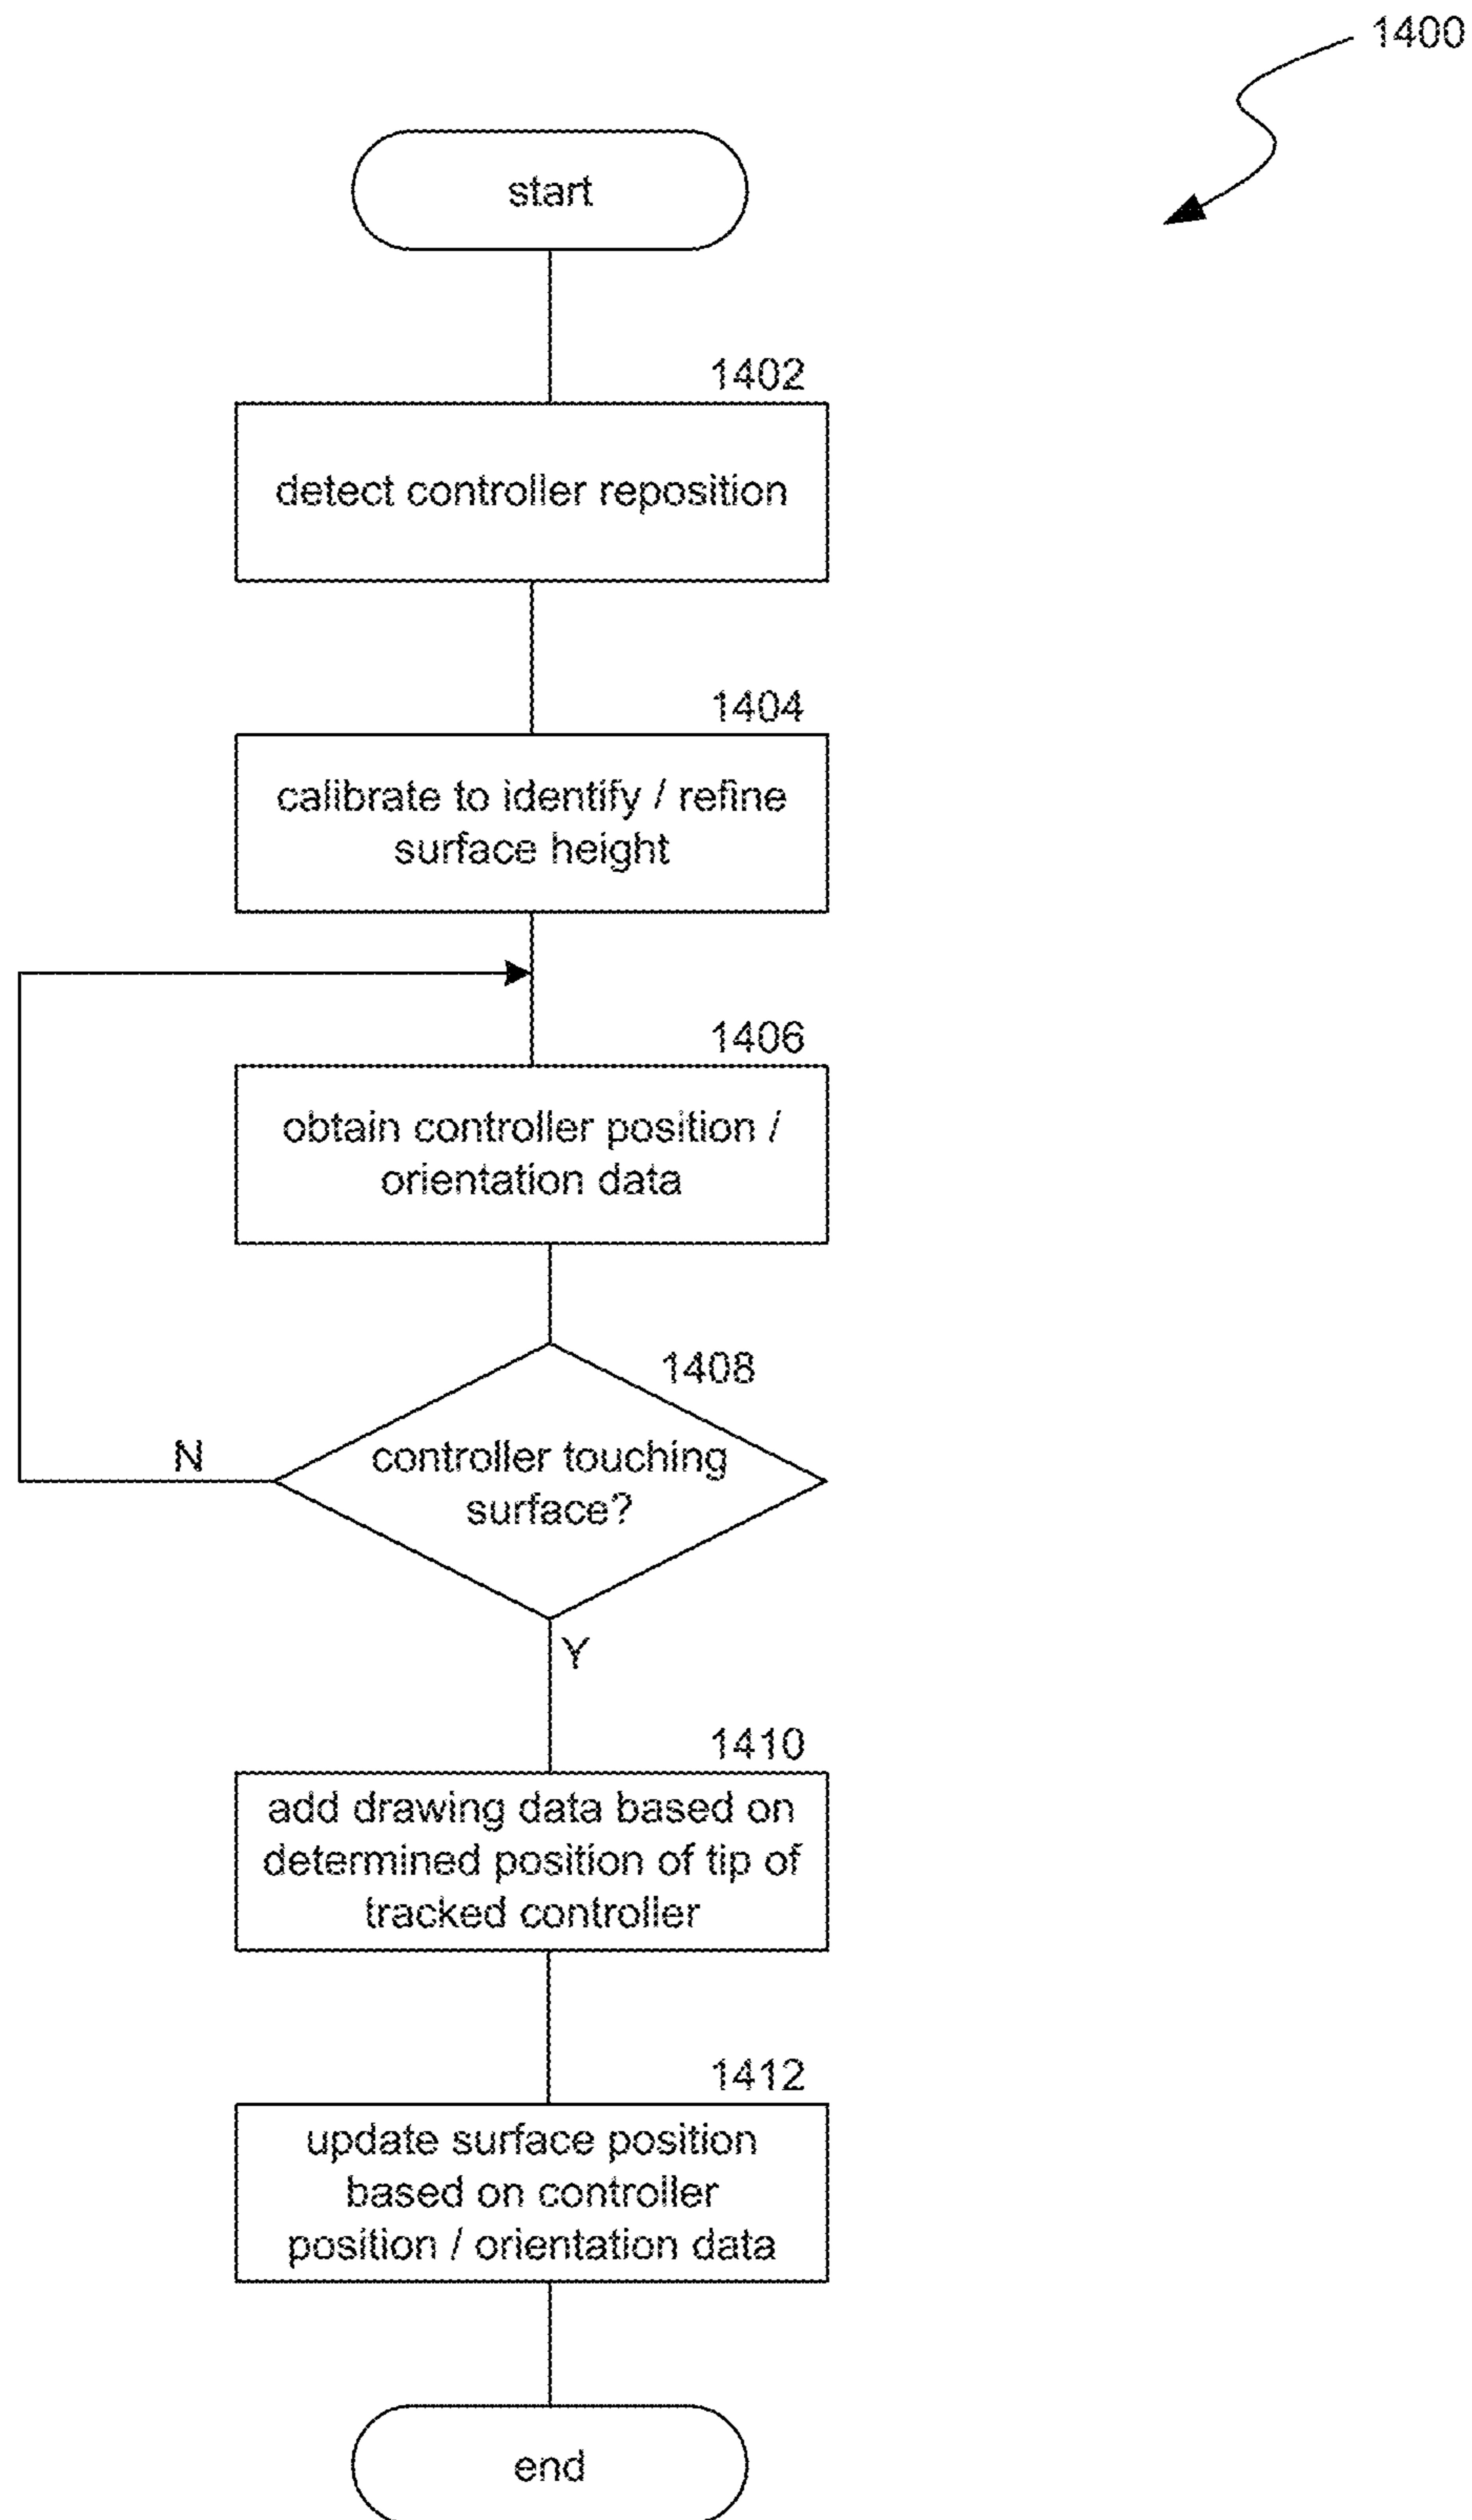 1400
start
1402
detect controller reposition
1404
calibrate to identify / refine
surface height
1406
obtain controller position /
orientation data
1408
controller touching
surface?
N
Y
1410
add drawing data based on
determined position of tip of
tracked controller
1412
update surface position
based on controller
position / orientation data
end